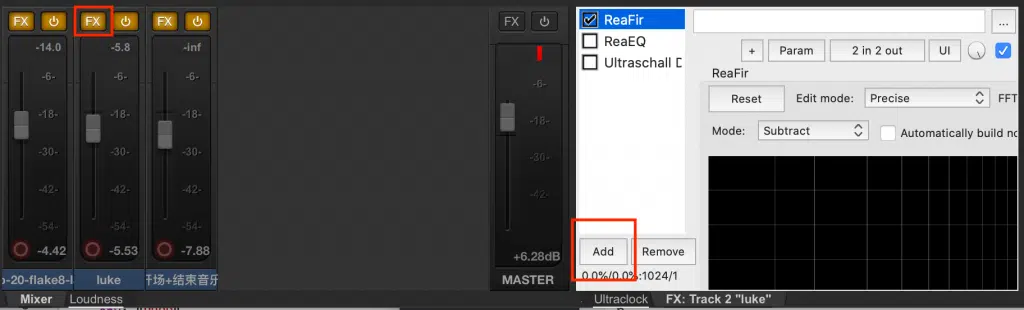 FX FX FX FX
-14.0 -5.8 -inf
-6- -6- -6- -6-
-18- -18- -18- -18-
-30- -30- -30- -30-
-42- -42- -42- -42-
-54- -54- -54-
-4.42 -5.53 -7.88 +6.28dB
o-20-flake8-l luke 开场+结束音乐 MASTER
Mixer Loudness
ReaFir
ReaEQ
Ultraschall D
...
+ Param 2 in 2 out UI
ReaFir
Reset Edit mode: Precise FFT
Mode: Subtract Automatically build no
Add Remove
0.0%/0.0%:1024/1
Ultraclock FX: Track 2 "luke"